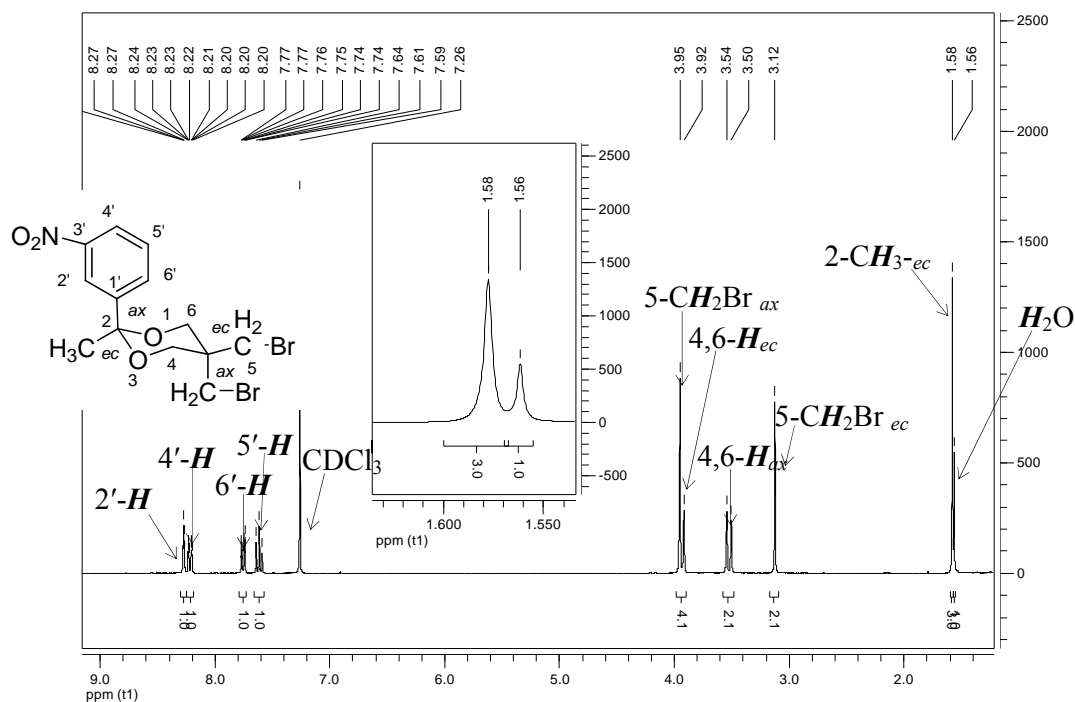 8.27
8.27
8.24
8.23
8.23
8.22
8.21
8.20
8.20
8.20
7.77
7.77
7.76
7.75
7.74
7.74
7.64
7.61
7.59
7.26
3.95
3.92
3.54
3.50
3.12
1.58
1.56
2500
2000
1500
1000
500
0
1.58
1.56
2500
2000
1500
1000
500
0
-500
3.0
1.0
1.600
1.550
ppm (t1)
O2N
3'
4'
5'
2'
1'
6'
2
ax
1
O
6
H3C
ec
O
3
4
ec
H2
C
Br
5
ax
H2C
Br
2'-H
4'-H
6'-H
5'-H
CDCl3
5-CH2Br ax
4,6-Hec
4,6-Hax
5-CH2Br ec
2-CH3-ec
H2O
1.0
1.0
1.0
1.0
4.1
2.1
2.1
3.0
1.0
9.0
8.0
7.0
6.0
5.0
4.0
3.0
2.0
ppm (t1)